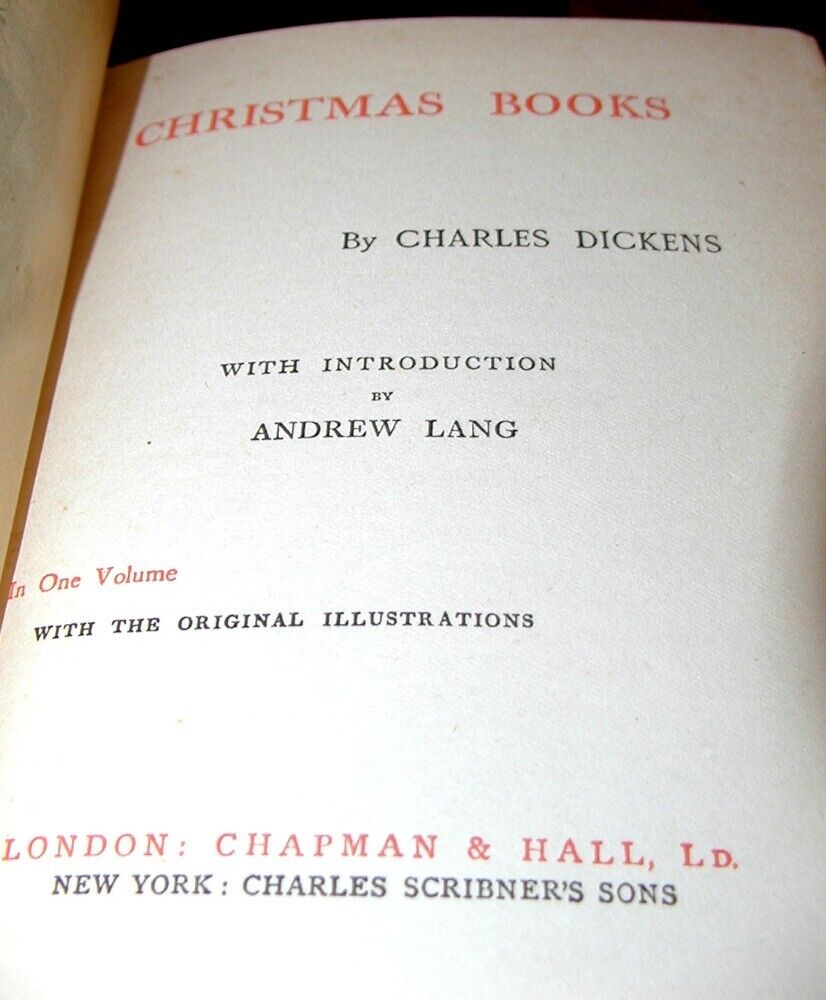 CHRISTMAS BOOKS
By CHARLES DICKENS
WITH INTRODUCTION
BY
ANDREW LANG
In One Volume
WITH THE ORIGINAL ILLUSTRATIONS
LONDON: CHAPMAN & HALL, LD.
NEW YORK: CHARLES SCRIBNER'S SONS